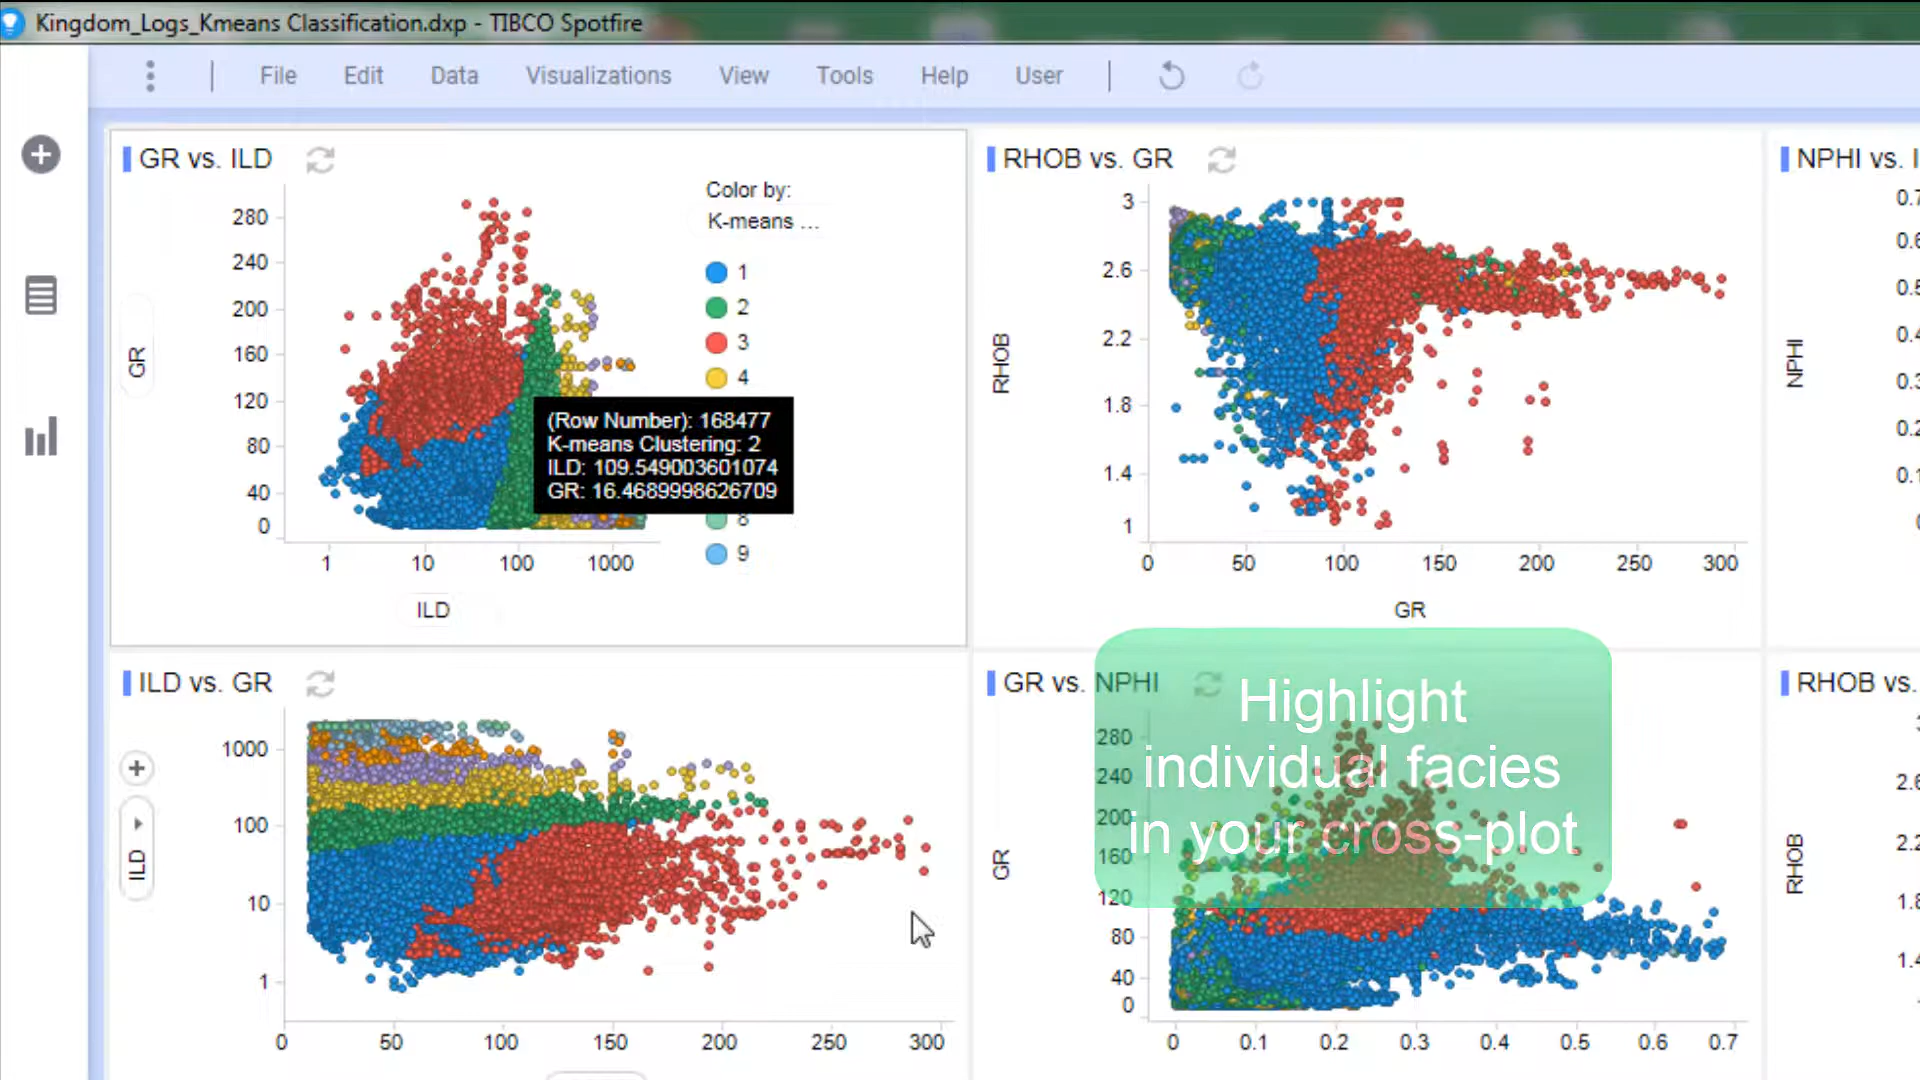 Kingdom_Logs_Kmeans Classification.dxp - TIBCO Spotfire
File Edit Data Visualizations View Tools Help User
GR vs. ILD
Color by:
K-means ...
1
2
3
4
8
9
280
240
200
160
120
80
40
0
GR
1 10 100 1000
ILD
(Row Number): 168477
K-means Clustering: 2
ILD: 109.549003601074
GR: 16.4689998626709
RHOB vs. GR
3
2.6
2.2
1.8
1.4
1
RHOB
0 50 100 150 200 250 300
GR
NPHI vs.
NPHI
ILD vs. GR
1000
100
10
1
ILD
0 50 100 150 200 250 300
GR vs. NPHI
280
240
200
160
120
80
40
0
GR
0 0.1 0.2 0.3 0.4 0.5 0.6 0.7
Highlight
individual facies
in your cross-plot
RHOB vs.
RHOB